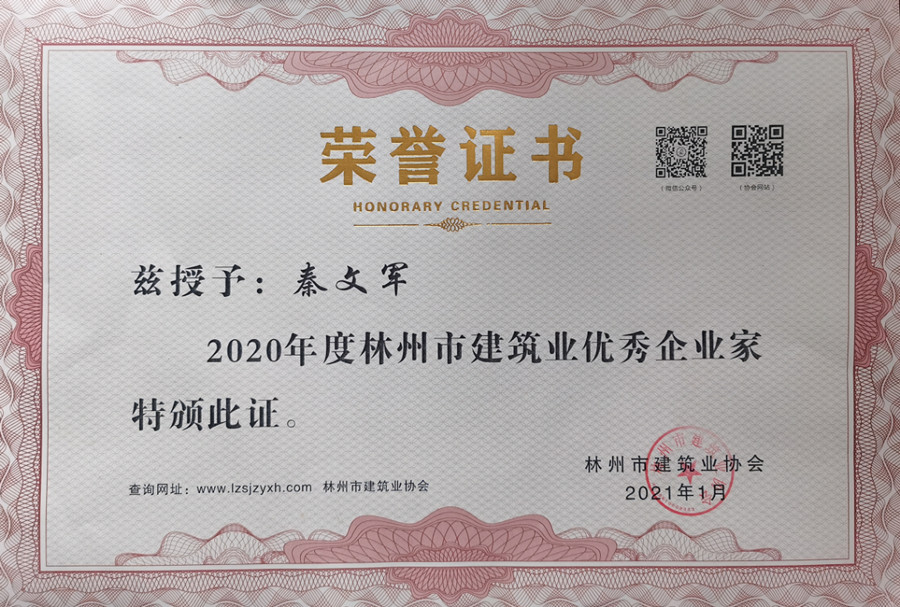 荣誉证书
HONORARY CREDENTIAL
（微信公众号）
（协会网站）
兹授予：秦文军
2020年度林州市建筑业优秀企业家
特颁此证。
林州市建筑业协会
2021年1月
查询网址：www.lzsjzyxh.com 林州市建筑业协会